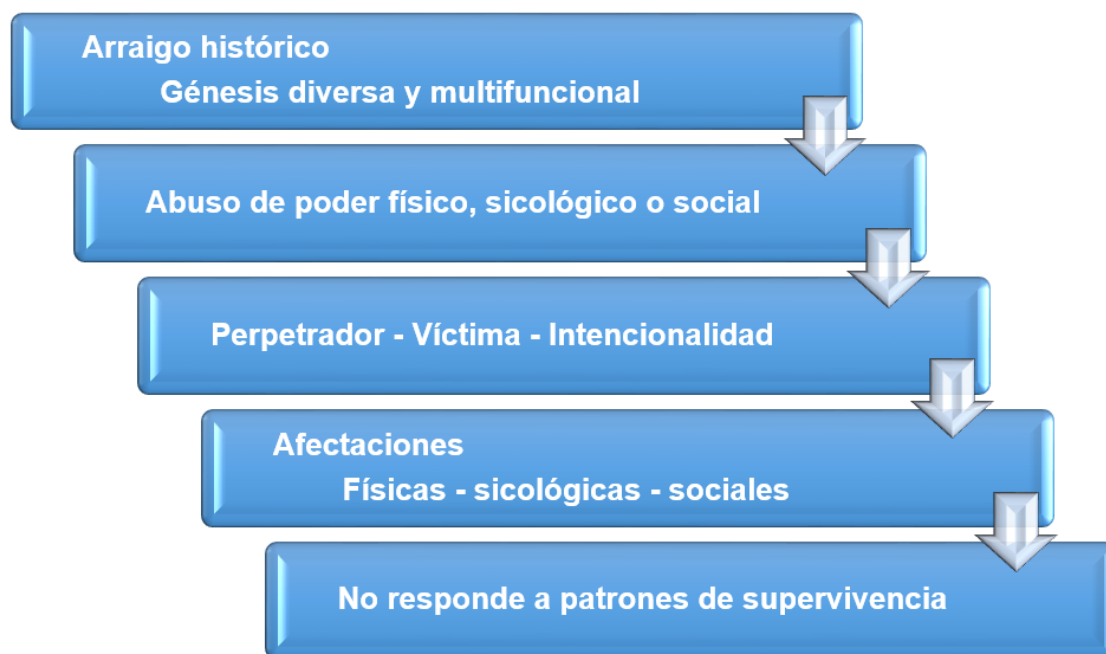 Arraigo histórico
Génesis diversa y multifuncional
Abuso de poder físico, sicológico o social
Perpetrador - Víctima - Intencionalidad
Afectaciones
Físicas - sicológicas - sociales
No responde a patrones de supervivencia